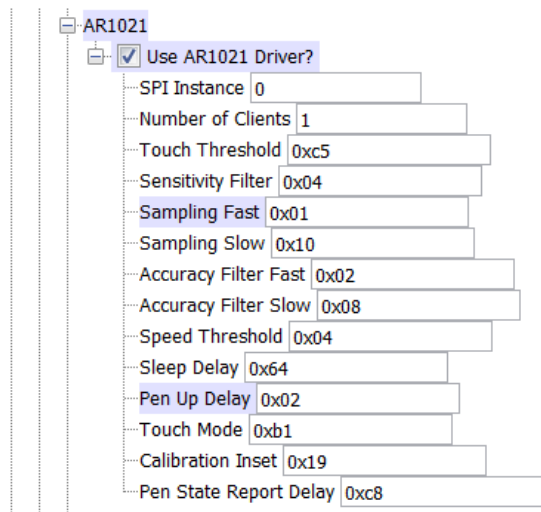 AR1021
Use AR1021 Driver?
SPI Instance 0
Number of Clients 1
Touch Threshold 0xc5
Sensitivity Filter 0x04
Sampling Fast 0x01
Sampling Slow 0x10
Accuracy Filter Fast 0x02
Accuracy Filter Slow 0x08
Speed Threshold 0x04
Sleep Delay 0x64
Pen Up Delay 0x02
Touch Mode 0xb1
Calibration Inset 0x19
Pen State Report Delay 0xc8